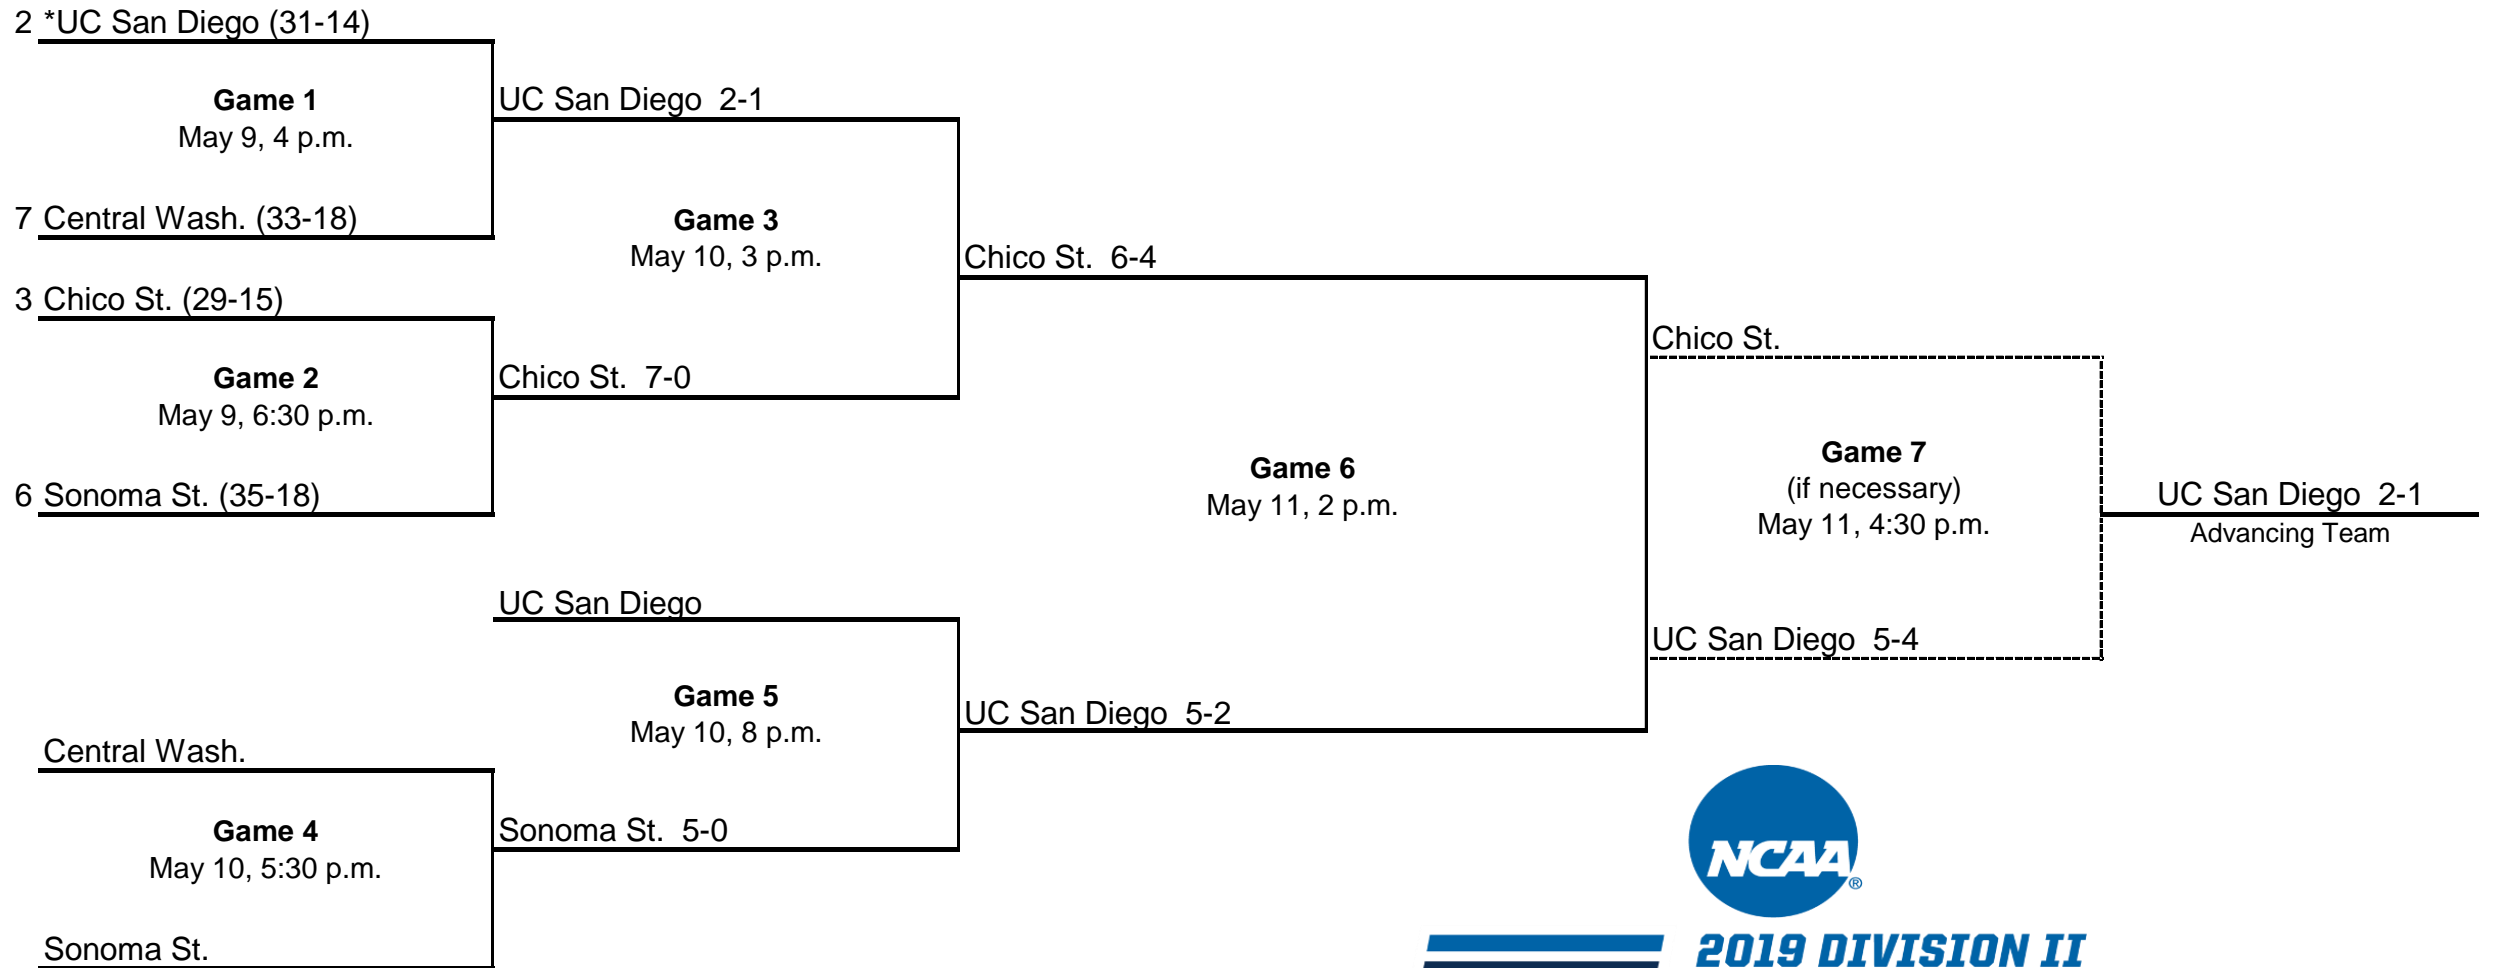 2 *UC San Diego (31-14)
Game 1
May 9, 4 p.m.
UC San Diego 2-1
7 Central Wash. (33-18)
Game 3
May 10, 3 p.m.
Chico St. 6-4
3 Chico St. (29-15)
Game 2
May 9, 6:30 p.m.
Chico St. 7-0
6 Sonoma St. (35-18)
Game 6
May 11, 2 p.m.
Chico St.
Game 7
(if necessary)
May 11, 4:30 p.m.
UC San Diego 2-1
Advancing Team
UC San Diego
UC San Diego 5-4
Game 5
May 10, 8 p.m.
UC San Diego 5-2
Central Wash.
Game 4
May 10, 5:30 p.m.
Sonoma St. 5-0
Sonoma St.
NCAA®
2019 DIVISION II